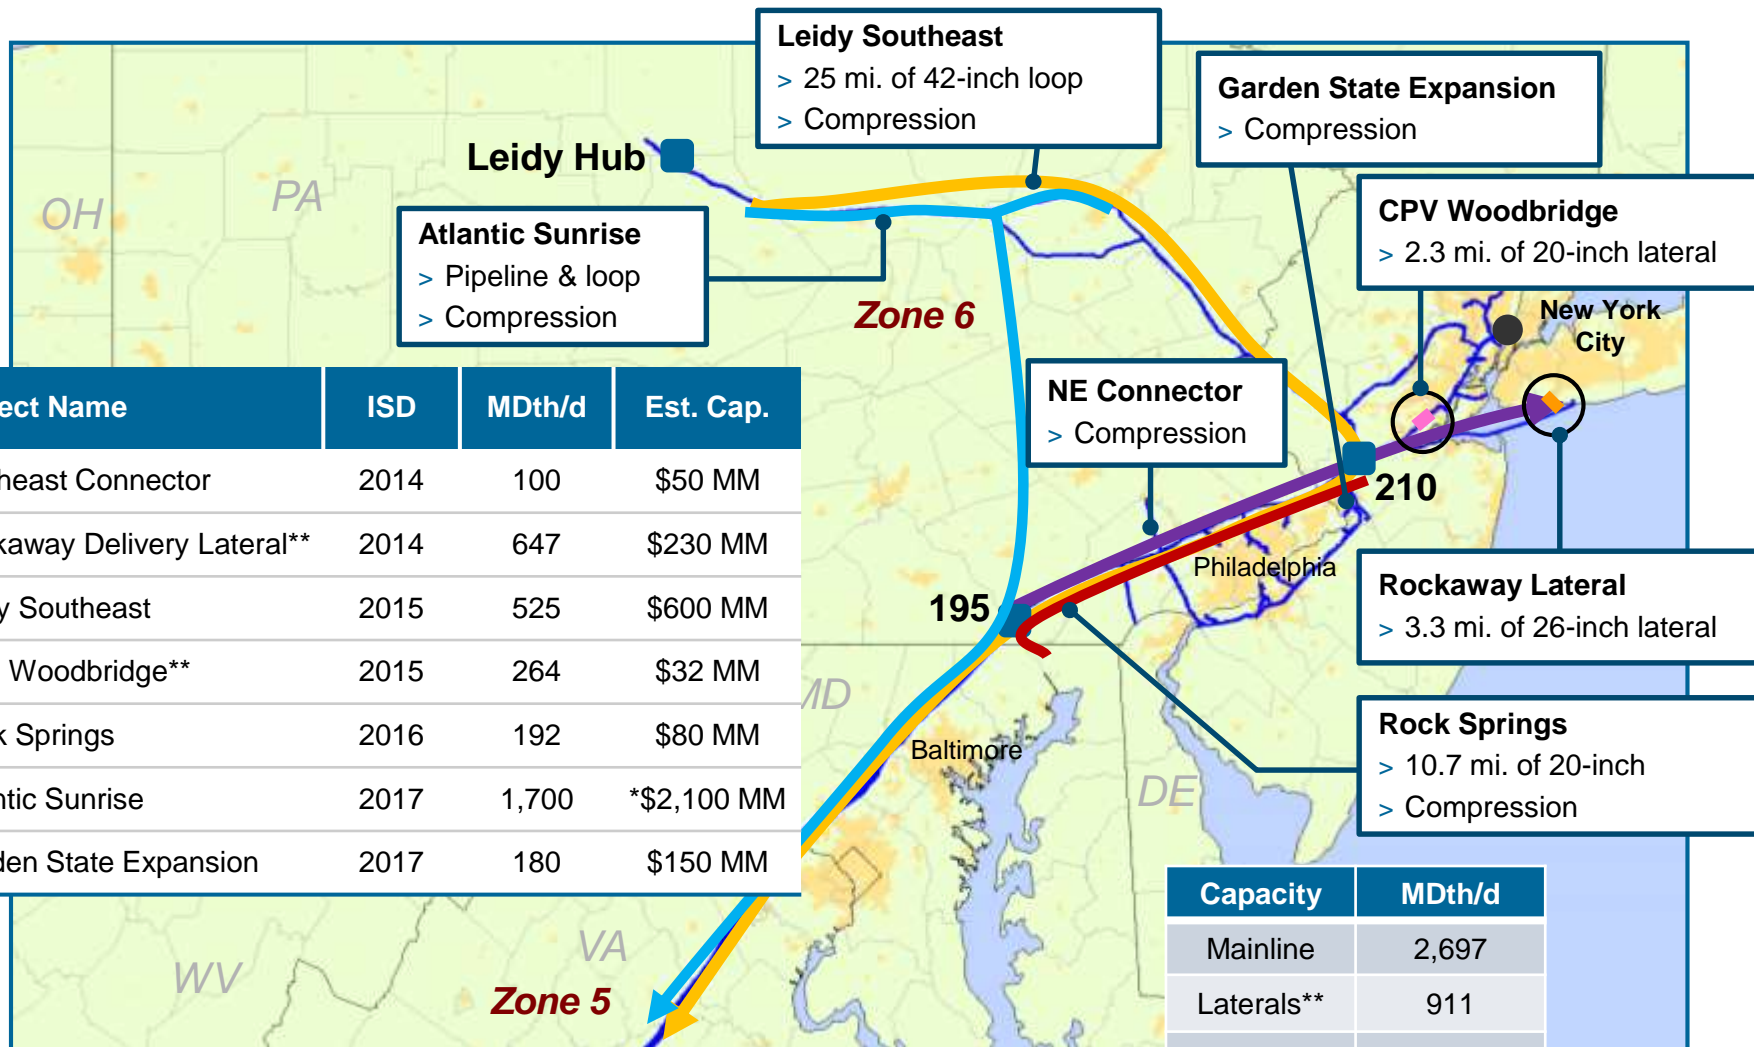 Leidy Southeast
> 25 mi. of 42-inch loop
> Compression
Garden State Expansion
> Compression
Leidy Hub
PA
OH
CPV Woodbridge
> 2.3 mi. of 20-inch lateral
Atlantic Sunrise
> Pipeline & loop
> Compression
Zone 6
New York
City
NE Connector
> Compression
ect Name ISD MDth/d Est. Cap.
heast Connector 2014 100 $50 MM
kaway Delivery Lateral** 2014 647 $230 MM
y Southeast 2015 525 $600 MM
Woodbridge** 2015 264 $32 MM
k Springs 2016 192 $80 MM
ntic Sunrise 2017 1,700 *$2,100 MM
den State Expansion 2017 180 $150 MM
210
Philadelphia
195
Rockaway Lateral
> 3.3 mi. of 26-inch lateral
MD
Baltimore
DE
Rock Springs
> 10.7 mi. of 20-inch
> Compression
Capacity MDth/d
Mainline 2,697
Laterals** 911
VA
WV
Zone 5